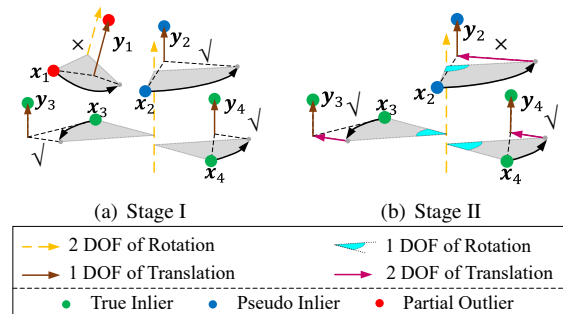 × y₁ y₂ √
x₁ x₂
y₃ x₃ y₄ √
√ x₄
y₂ ×
x₂
y₃ √ x₃ y₄ √
x₄
(a) Stage I (b) Stage II
2 DOF of Rotation 1 DOF of Rotation
1 DOF of Translation 2 DOF of Translation
True Inlier Pseudo Inlier Partial Outlier